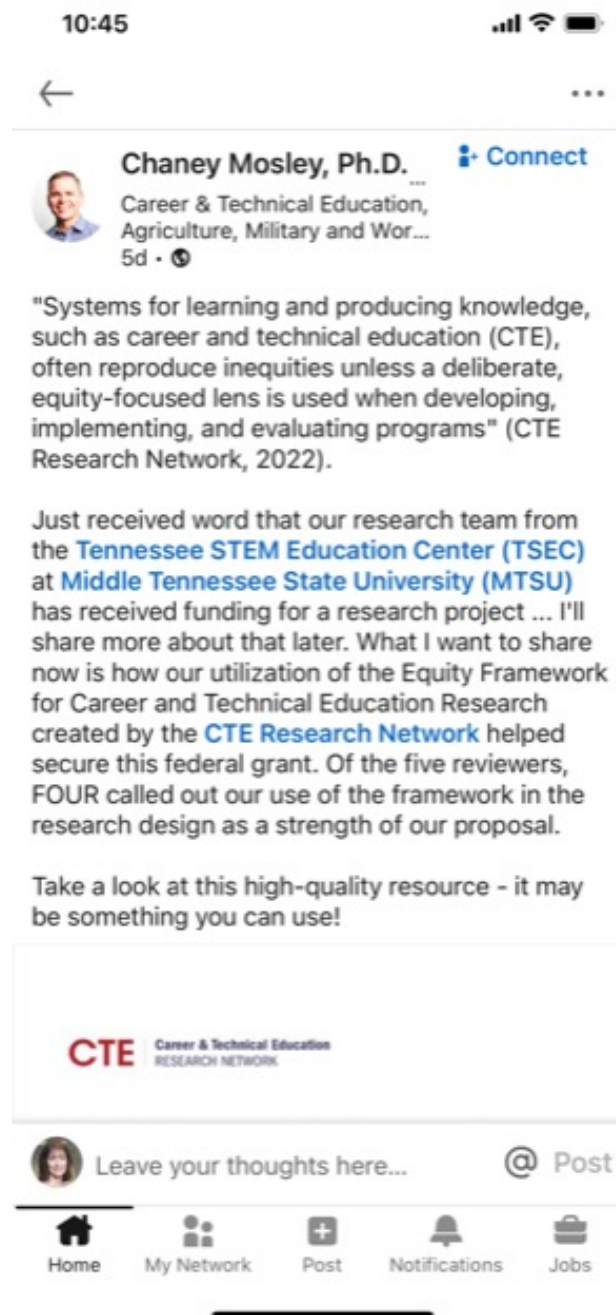 10:45
Chaney Mosley, Ph.D. ...
Connect
Career & Technical Education,
Agriculture, Military and Wor...
5d •
"Systems for learning and producing knowledge,
such as career and technical education (CTE),
often reproduce inequities unless a deliberate,
equity-focused lens is used when developing,
implementing, and evaluating programs" (CTE
Research Network, 2022).
Just received word that our research team from
the Tennessee STEM Education Center (TSEC)
at Middle Tennessee State University (MTSU)
has received funding for a research project ... I'll
share more about that later. What I want to share
now is how our utilization of the Equity Framework
for Career and Technical Education Research
created by the CTE Research Network helped
secure this federal grant. Of the five reviewers,
FOUR called out our use of the framework in the
research design as a strength of our proposal.
Take a look at this high-quality resource - it may
be something you can use!
CTE
Career & Technical Education
RESEARCH NETWORK
Leave your thoughts here...
@ Post
Home
My Network
Post
Notifications
Jobs